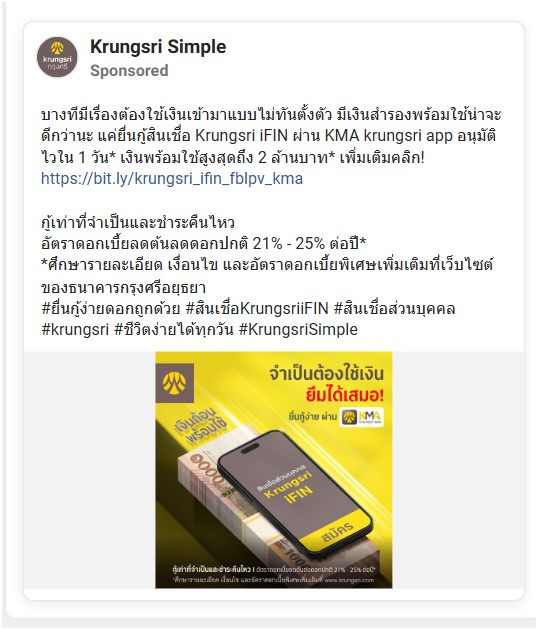 Krungsri Simple
Sponsored
krungsri
กรุงศรี
บางทีมีเรื่องต้องใช้เงินเข้ามาแบบไม่ทันตั้งตัว มีเงินสำรองพร้อมใช้น่าจะ
ดีกว่านะ แค่ยื่นกู้สินเชื่อ Krungsri iFIN ผ่าน KMA krungsri app อนุมัติ
ไวใน 1 วัน* เงินพร้อมใช้สูงสุดถึง 2 ล้านบาท* เพิ่มเติมคลิก!
https://bit.ly/krungsri_ifin_fblpv_kma
กู้เท่าที่จำเป็นและชำระคืนไหว
อัตราดอกเบี้ยลดต้นลดดอกปกติ 21% - 25% ต่อปี*
*ศึกษารายละเอียด เงื่อนไข และอัตราดอกเบี้ยพิเศษเพิ่มเติมที่เว็บไซต์
ของธนาคารกรุงศรีอยุธยา
#ยื่นกู้ง่ายดอกถูกด้วย #สินเชื่อKrungsriiFIN #สินเชื่อส่วนบุคคล
#krungsri #ชีวิตง่ายได้ทุกวัน #KrungsriSimple
จำเป็นต้องใช้เงิน
ยืมได้เสมอ!
ยื่นกู้ง่าย ผ่าน KMA
krungsri app
เงินก้อน
พร้อมใช้
1000
สินเชื่อส่วนบุคคล
Krungsri
iFIN
สมัคร
กู้เท่าที่จำเป็นและชำระคืนไหว | อัตราดอกเบี้ยลดต้นลดดอกปกติ 21% - 25% ต่อปี*
*ศึกษารายละเอียด เงื่อนไข และอัตราดอกเบี้ยพิเศษเพิ่มเติมที่ www.krungsri.com